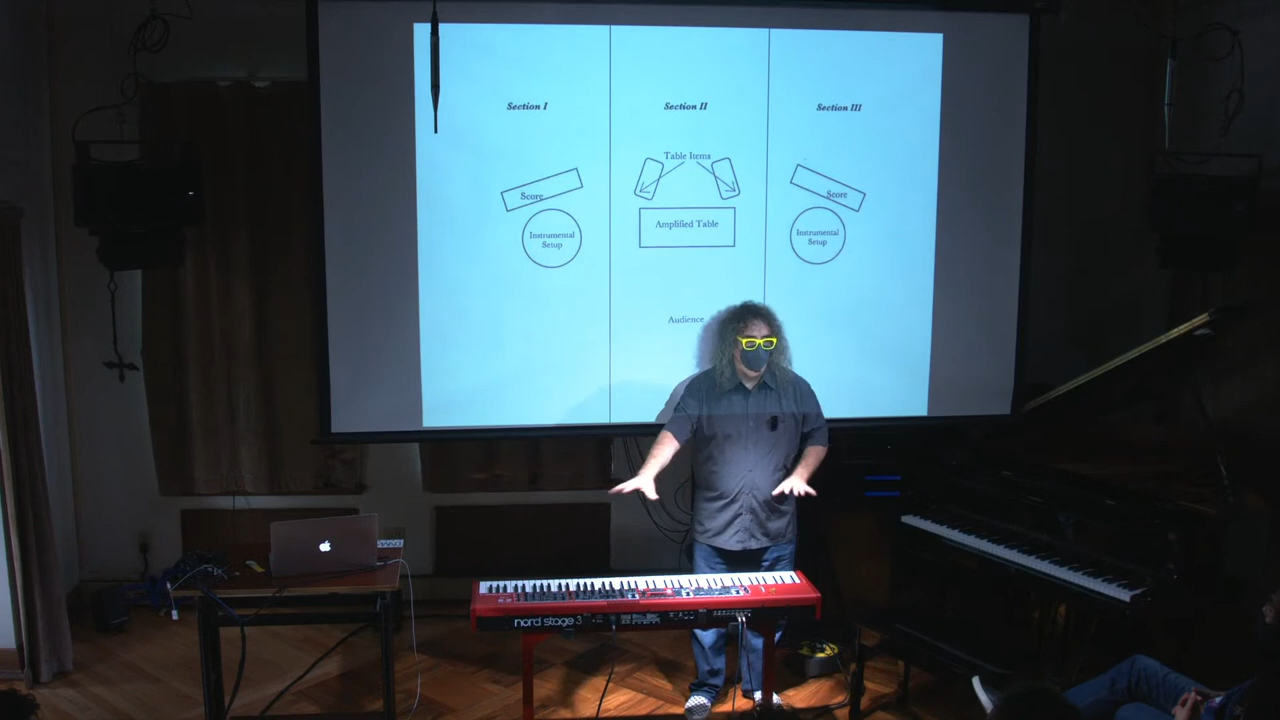 Section I
Section II
Section III
Table Items
Score
Score
Amplified Table
Instrumental
Setup
Instrumental
Setup
Audience
nord stage 3